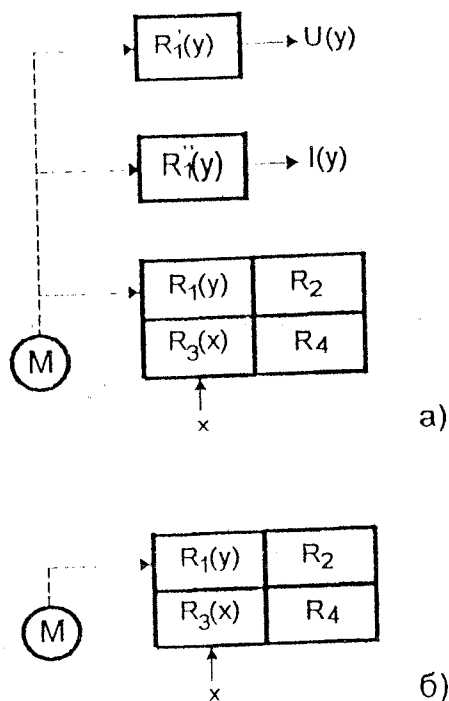 R₁'(y) U(y)
R₁''(y) I(y)
R₁(y) R₂
R₃(x) R₄
M
x
а)
R₁(y) R₂
R₃(x) R₄
M
x
б)